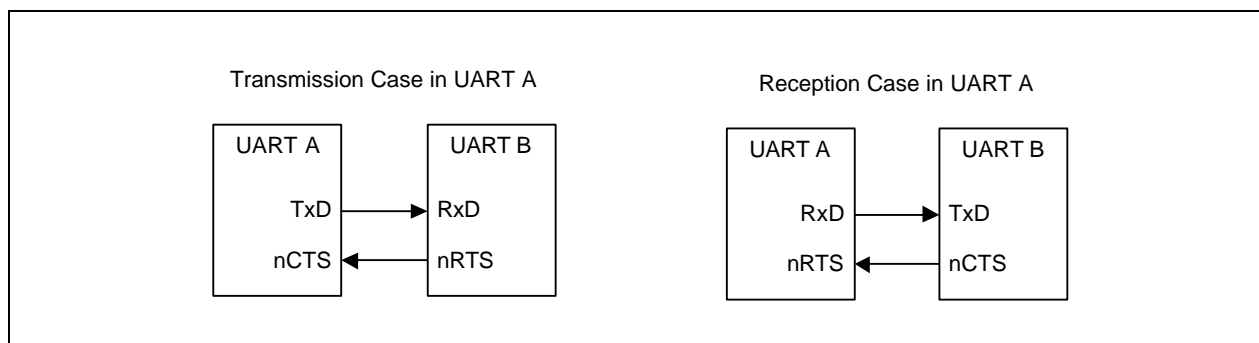 Transmission Case in UART A
UART A
UART B
TxD
RxD
nCTS
nRTS
Reception Case in UART A
UART A
UART B
RxD
TxD
nRTS
nCTS